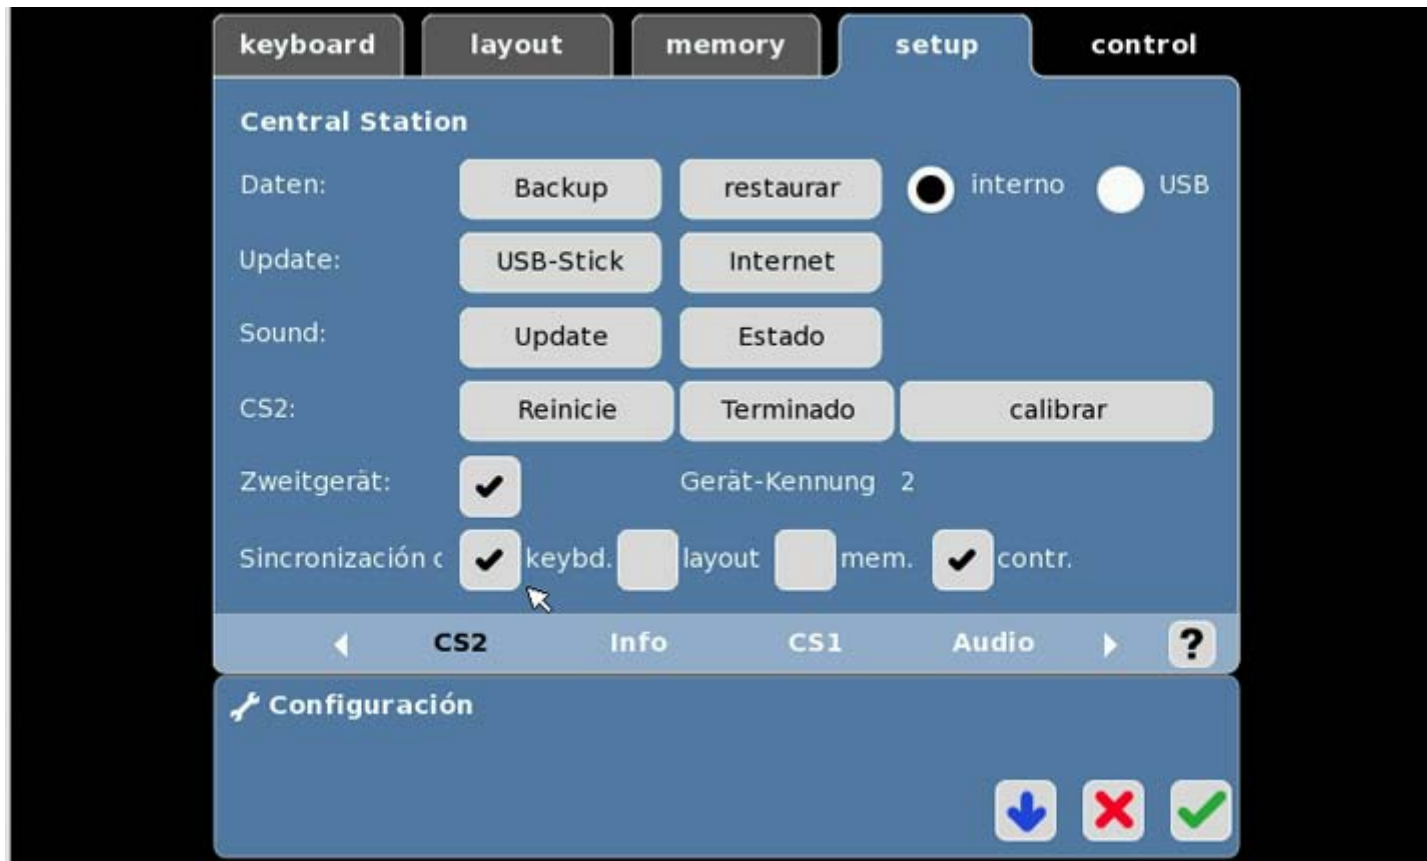 keyboard layout memory setup control
Central Station
Daten: Backup restaurar interno USB
Update: USB-Stick Internet
Sound: Update Estado
CS2: Reinicie Terminado calibrar
Zweitgerät: Gerät-Kennung 2
Sincronización c keybd. layout mem. contr.
CS2 Info CS1 Audio ?
Configuración